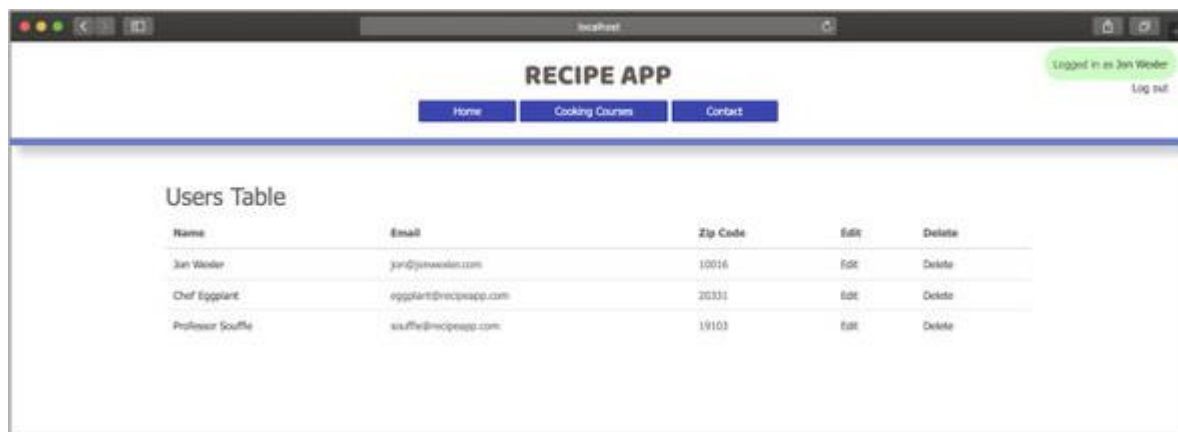 localhost
Logged in as Jon Wexler
Log out
RECIPE APP
Home Cooking Courses Contact
Users Table
Name Email Zip Code Edit Delete
Jon Wexler jon@jonwexler.com 10016 Edit Delete
Chef Eggplant eggplant@recipeapp.com 20331 Edit Delete
Professor Souffle souffle@recipeapp.com 19103 Edit Delete